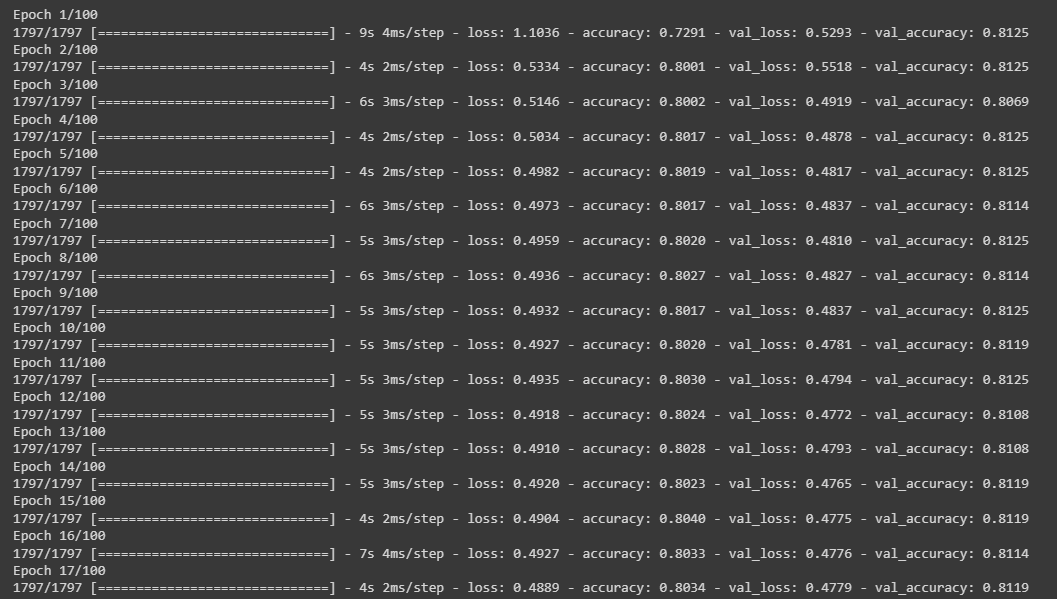 Epoch 1/100
1797/1797 [==============================] - 9s 4ms/step - loss: 1.1036 - accuracy: 0.7291 - val_loss: 0.5293 - val_accuracy: 0.8125
Epoch 2/100
1797/1797 [==============================] - 4s 2ms/step - loss: 0.5334 - accuracy: 0.8001 - val_loss: 0.5518 - val_accuracy: 0.8125
Epoch 3/100
1797/1797 [==============================] - 6s 3ms/step - loss: 0.5146 - accuracy: 0.8002 - val_loss: 0.4919 - val_accuracy: 0.8069
Epoch 4/100
1797/1797 [==============================] - 4s 2ms/step - loss: 0.5034 - accuracy: 0.8017 - val_loss: 0.4878 - val_accuracy: 0.8125
Epoch 5/100
1797/1797 [==============================] - 4s 2ms/step - loss: 0.4982 - accuracy: 0.8019 - val_loss: 0.4817 - val_accuracy: 0.8125
Epoch 6/100
1797/1797 [==============================] - 6s 3ms/step - loss: 0.4973 - accuracy: 0.8017 - val_loss: 0.4837 - val_accuracy: 0.8114
Epoch 7/100
1797/1797 [==============================] - 5s 3ms/step - loss: 0.4959 - accuracy: 0.8020 - val_loss: 0.4810 - val_accuracy: 0.8125
Epoch 8/100
1797/1797 [==============================] - 6s 3ms/step - loss: 0.4936 - accuracy: 0.8027 - val_loss: 0.4827 - val_accuracy: 0.8114
Epoch 9/100
1797/1797 [==============================] - 5s 3ms/step - loss: 0.4932 - accuracy: 0.8017 - val_loss: 0.4837 - val_accuracy: 0.8125
Epoch 10/100
1797/1797 [==============================] - 5s 3ms/step - loss: 0.4927 - accuracy: 0.8020 - val_loss: 0.4781 - val_accuracy: 0.8119
Epoch 11/100
1797/1797 [==============================] - 5s 3ms/step - loss: 0.4935 - accuracy: 0.8030 - val_loss: 0.4794 - val_accuracy: 0.8125
Epoch 12/100
1797/1797 [==============================] - 5s 3ms/step - loss: 0.4918 - accuracy: 0.8024 - val_loss: 0.4772 - val_accuracy: 0.8108
Epoch 13/100
1797/1797 [==============================] - 5s 3ms/step - loss: 0.4910 - accuracy: 0.8028 - val_loss: 0.4793 - val_accuracy: 0.8108
Epoch 14/100
1797/1797 [==============================] - 5s 3ms/step - loss: 0.4920 - accuracy: 0.8023 - val_loss: 0.4765 - val_accuracy: 0.8119
Epoch 15/100
1797/1797 [==============================] - 4s 2ms/step - loss: 0.4904 - accuracy: 0.8040 - val_loss: 0.4775 - val_accuracy: 0.8119
Epoch 16/100
1797/1797 [==============================] - 7s 4ms/step - loss: 0.4927 - accuracy: 0.8033 - val_loss: 0.4776 - val_accuracy: 0.8114
Epoch 17/100
1797/1797 [==============================] - 4s 2ms/step - loss: 0.4889 - accuracy: 0.8034 - val_loss: 0.4779 - val_accuracy: 0.8119